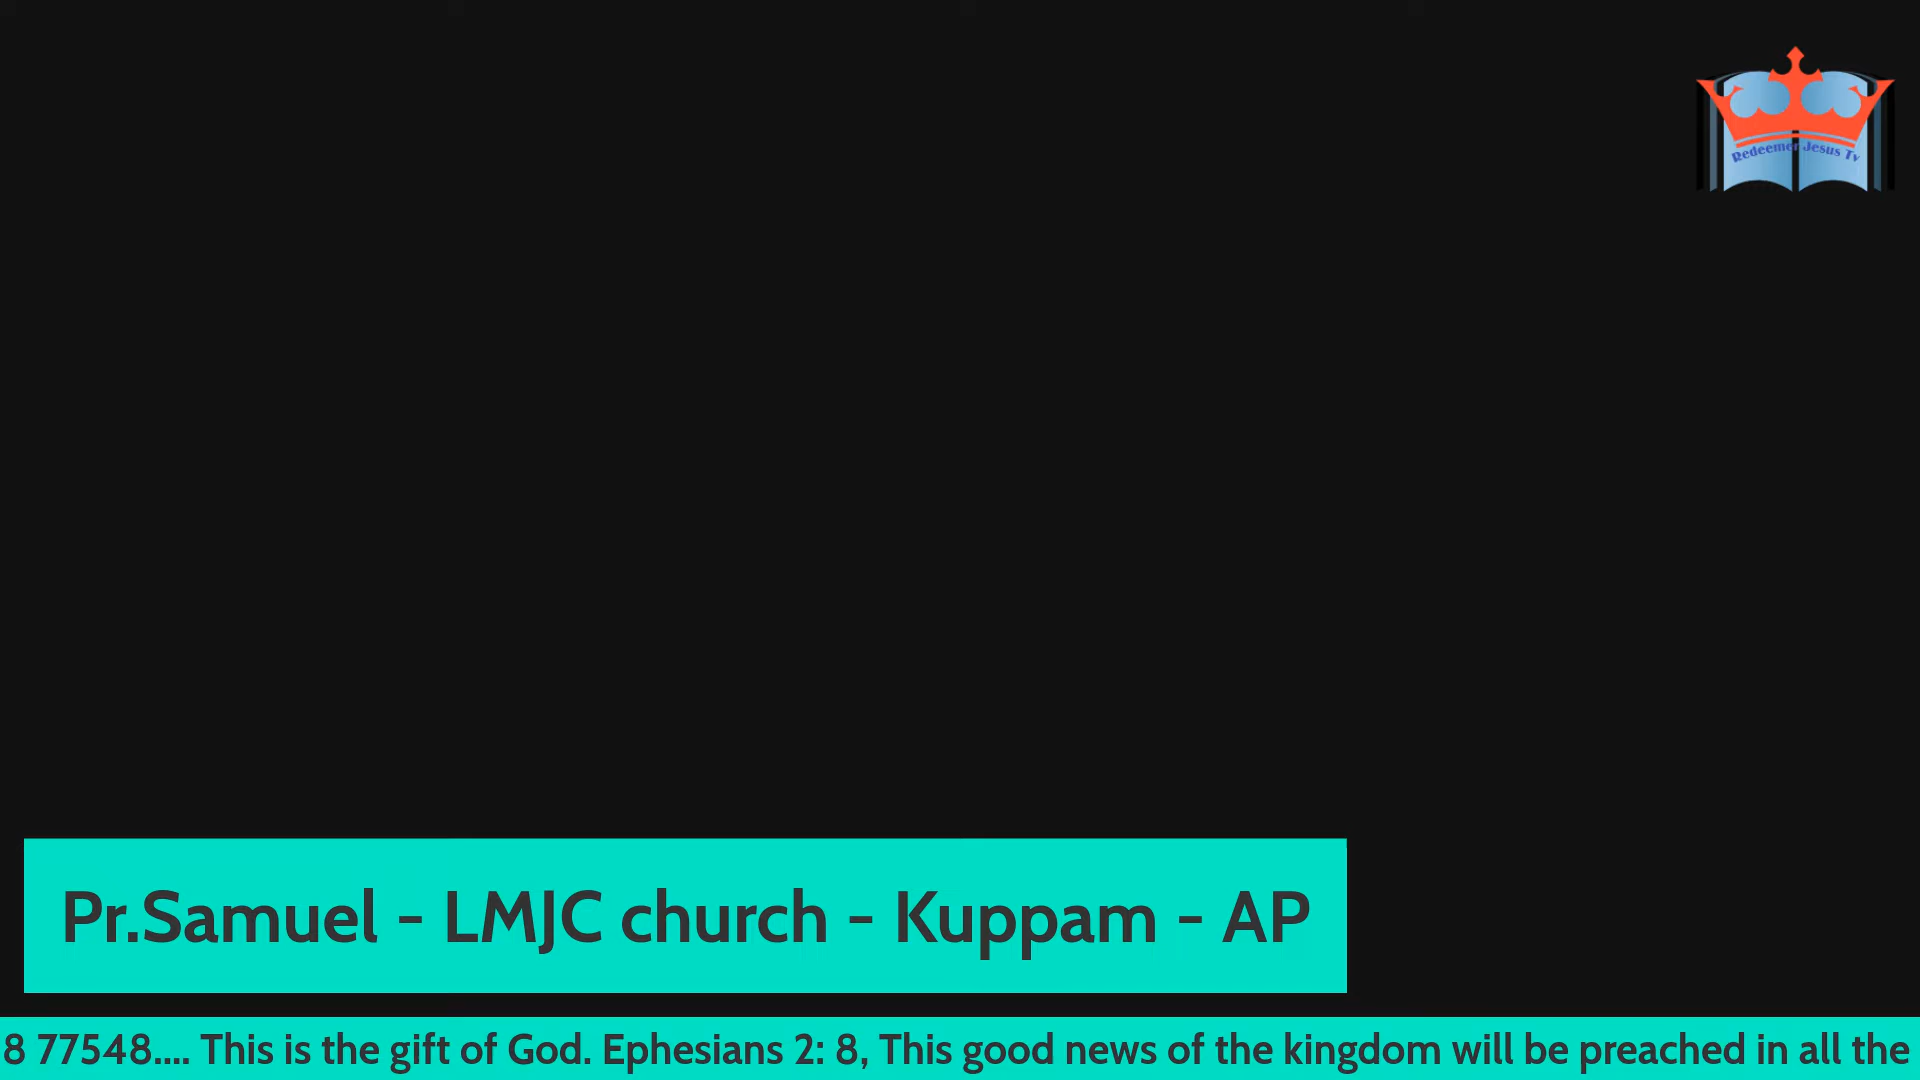 Redeemer Jesus Tv
Pr.Samuel - LMJC church - Kuppam - AP
8 77548.... This is the gift of God. Ephesians 2: 8, This good news of the kingdom will be preached in all the